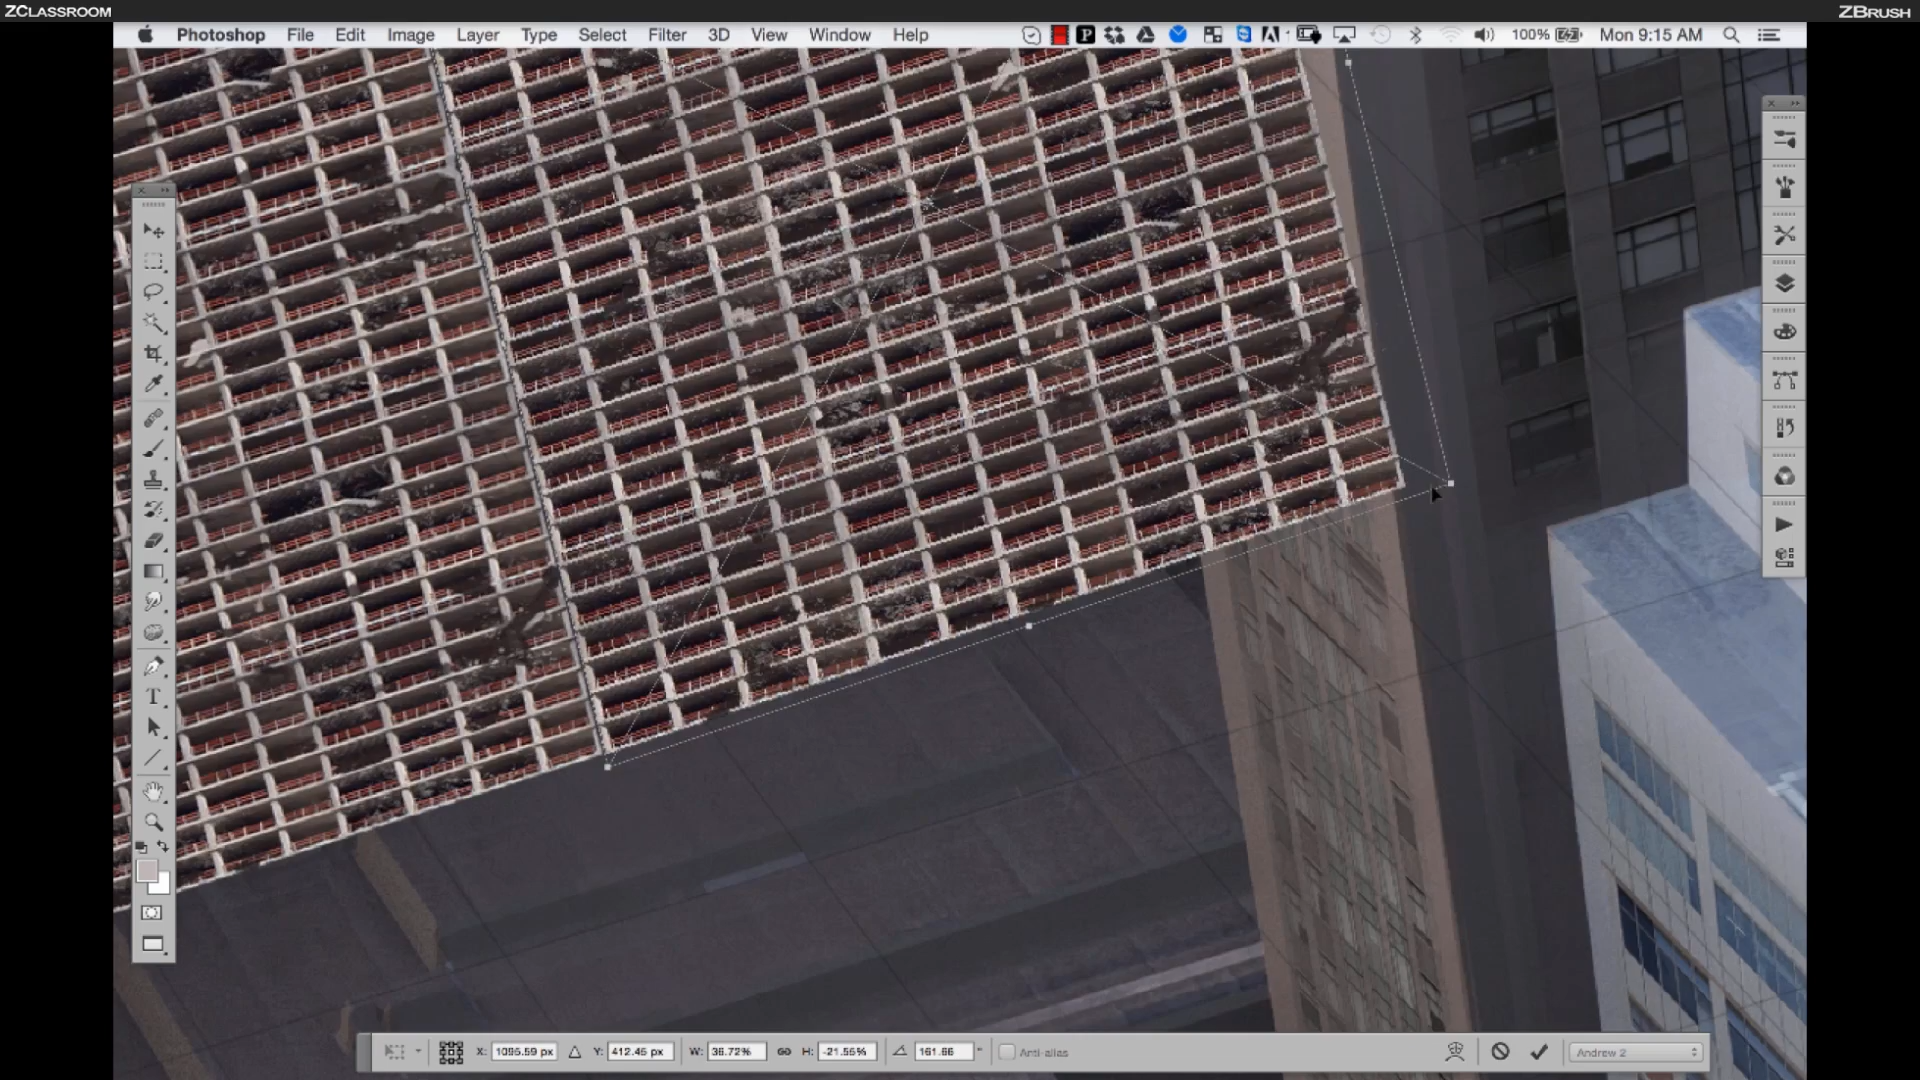 ZCLASSROOM
ZBRUSH
Photoshop File Edit Image Layer Type Select Filter 3D View Window Help 100% Mon 9:15 AM
X: 1095.59 px Y: 412.45 px W: 36.72% H: -21.55% 161.66 ° Anti-alias Andrew 2